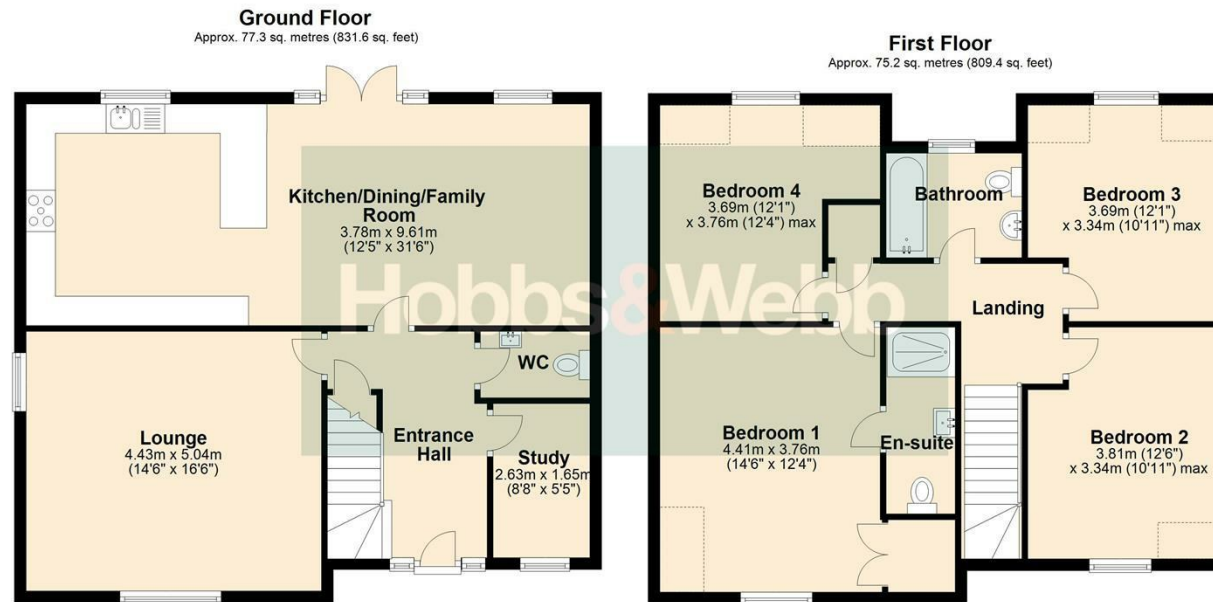 Ground Floor
Approx. 77.3 sq. metres (831.6 sq. feet)
Kitchen/Dining/Family
Room
3.78m x 9.61m
(12'5" x 31'6")
WC
Lounge
4.43m x 5.04m
(14'6" x 16'6")
Entrance
Hall
Study
2.63m x 1.65m
(8'8" x 5'5")
First Floor
Approx. 75.2 sq. metres (809.4 sq. feet)
Bedroom 4
3.69m (12'1")
x 3.76m (12'4") max
Bathroom
Bedroom 3
3.69m (12'1")
x 3.34m (10'11") max
Landing
Bedroom 1
4.41m x 3.76m
(14'6" x 12'4")
En-suite
Bedroom 2
3.81m (12'6")
x 3.34m (10'11") max
Hobbs&Webb